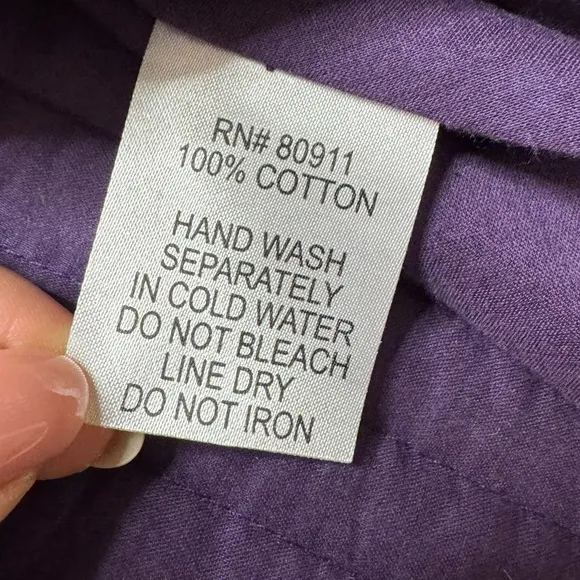 RN# 80911
100% COTTON
HAND WASH
SEPARATELY
IN COLD WATER
DO NOT BLEACH
LINE DRY
DO NOT IRON